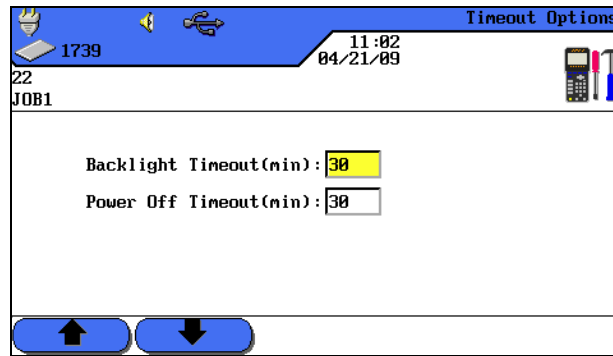 Timeout Options
1739
11:02
04/21/09
22
JOB1
Backlight Timeout(min):30
Power Off Timeout(min):30